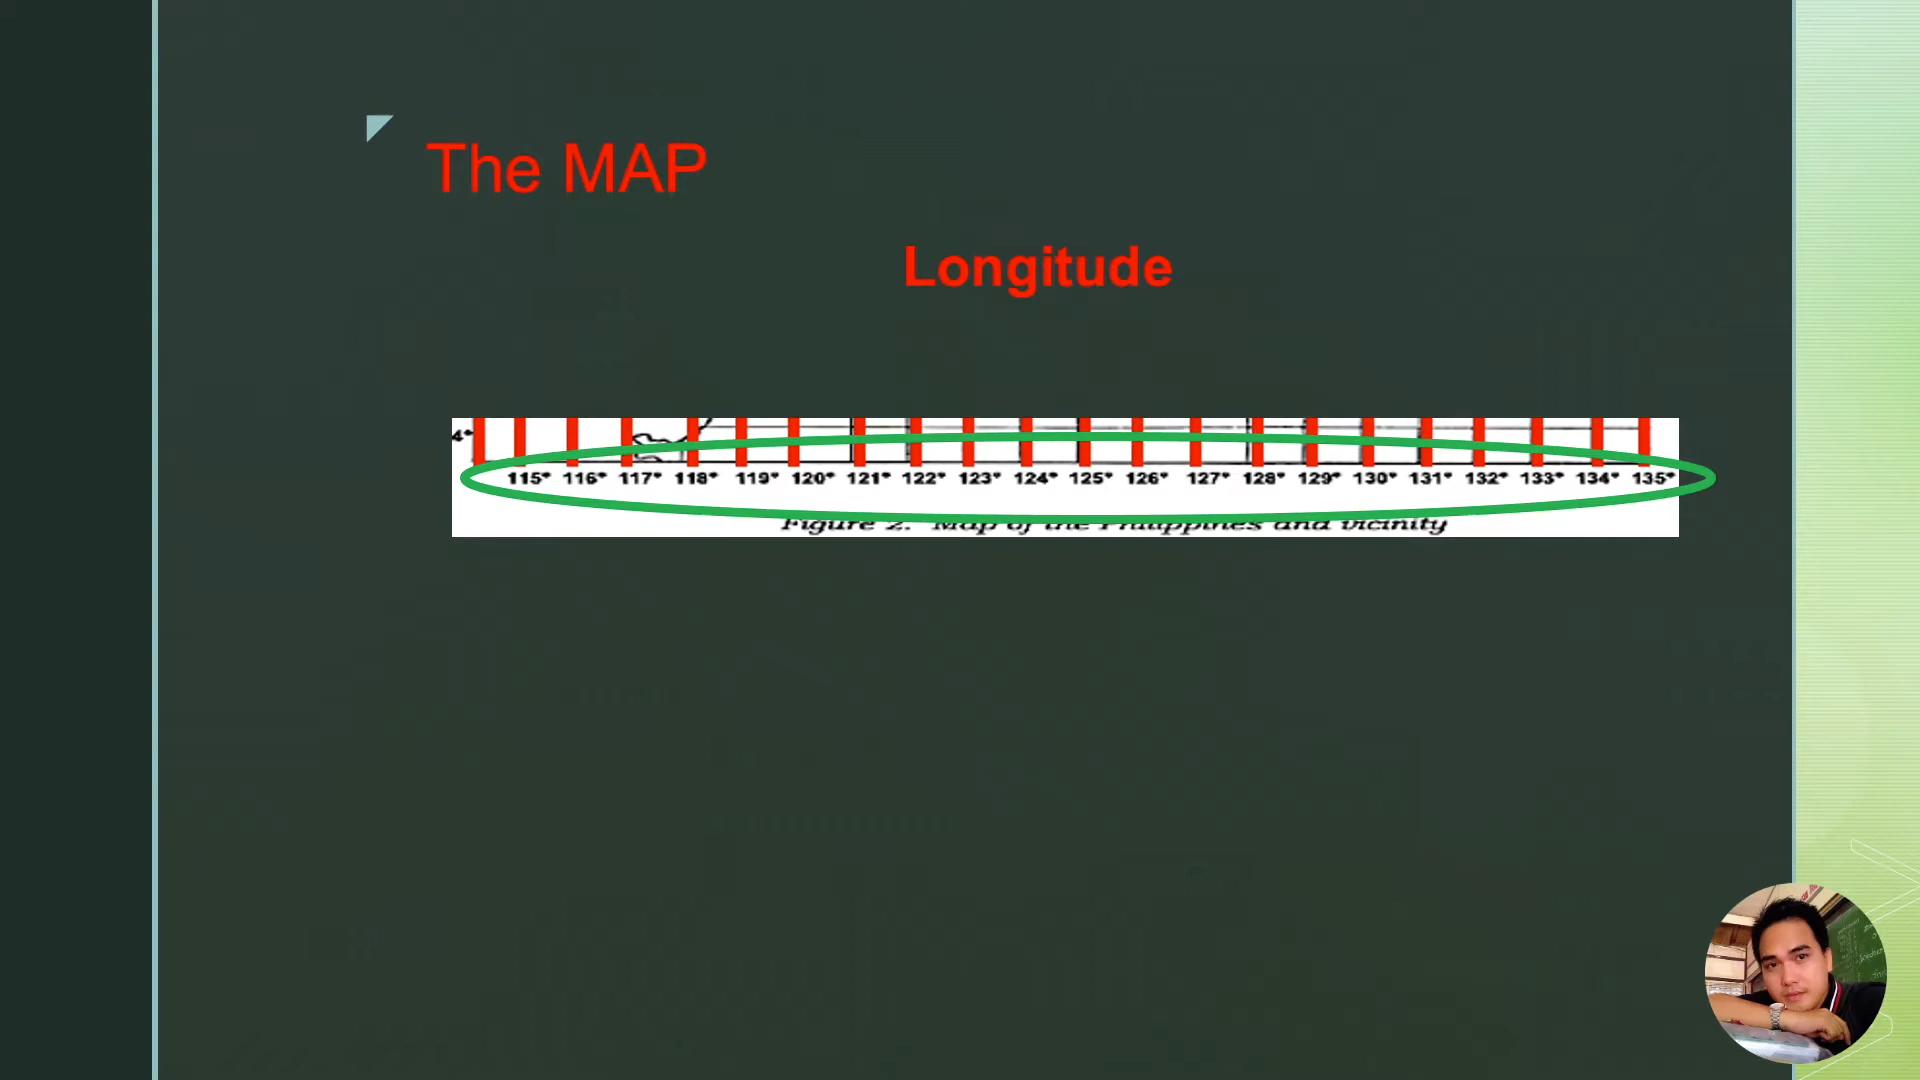 The MAP
Longitude
4°
115° 116° 117° 118° 119° 120° 121° 122° 123° 124° 125° 126° 127° 128° 129° 130° 131° 132° 133° 134° 135°
Figure 2. Map of the Philippines and vicinity